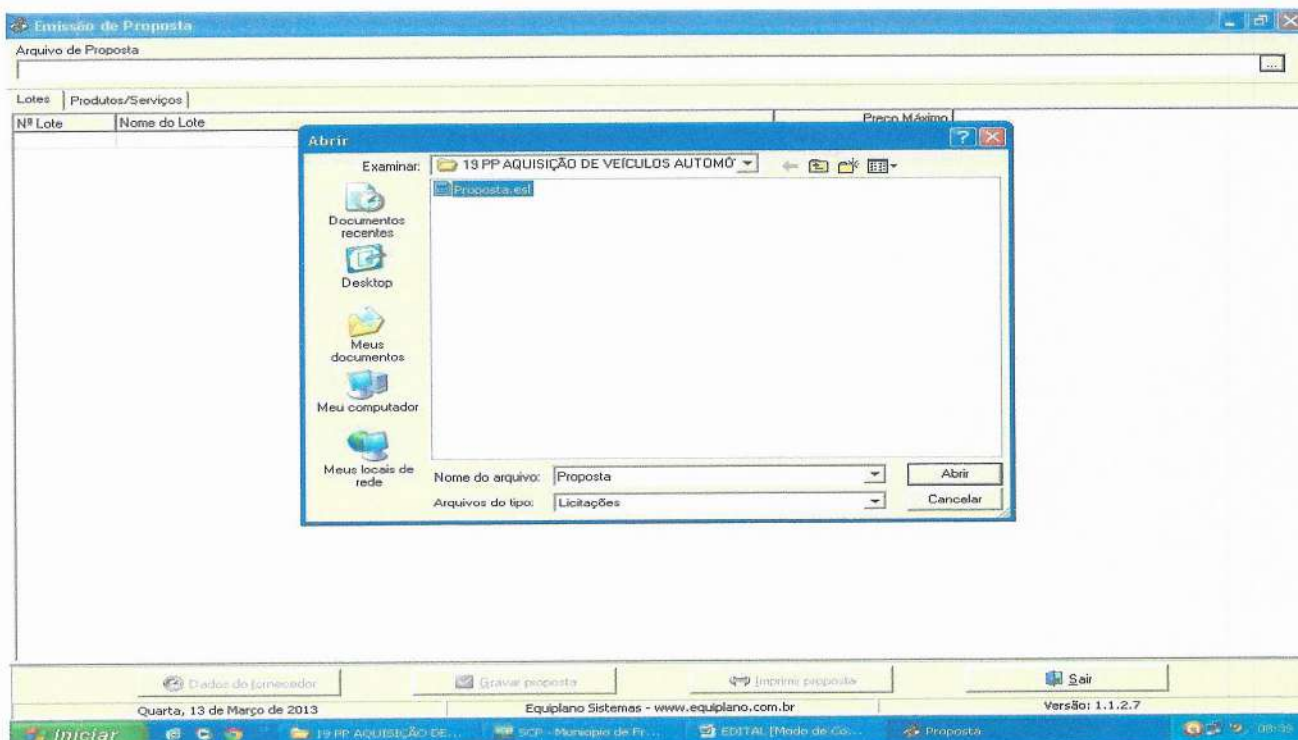 Emissão de Proposta
Arquivo de Proposta
...
Lotes Produtos/Serviços
Nº Lote Nome do Lote Preço Máximo
Abrir
Examinar: 19 PP AQUISIÇÃO DE VEÍCULOS AUTOMÓ
Proposta.esl
Documentos recentes
Desktop
Meus documentos
Meu computador
Meus locais de rede
Nome do arquivo: Proposta Abrir
Arquivos do tipo: Licitações Cancelar
Dados do fornecedor Gravar proposta Imprimir proposta Sair
Quarta, 13 de Março de 2013 Equiplano Sistemas - www.equiplano.com.br Versão: 1.1.2.7
Iniciar 19 PP AQUISIÇÃO DE... SCP - Municipio de Fr... EDITAL [Modo de Co... Proposta